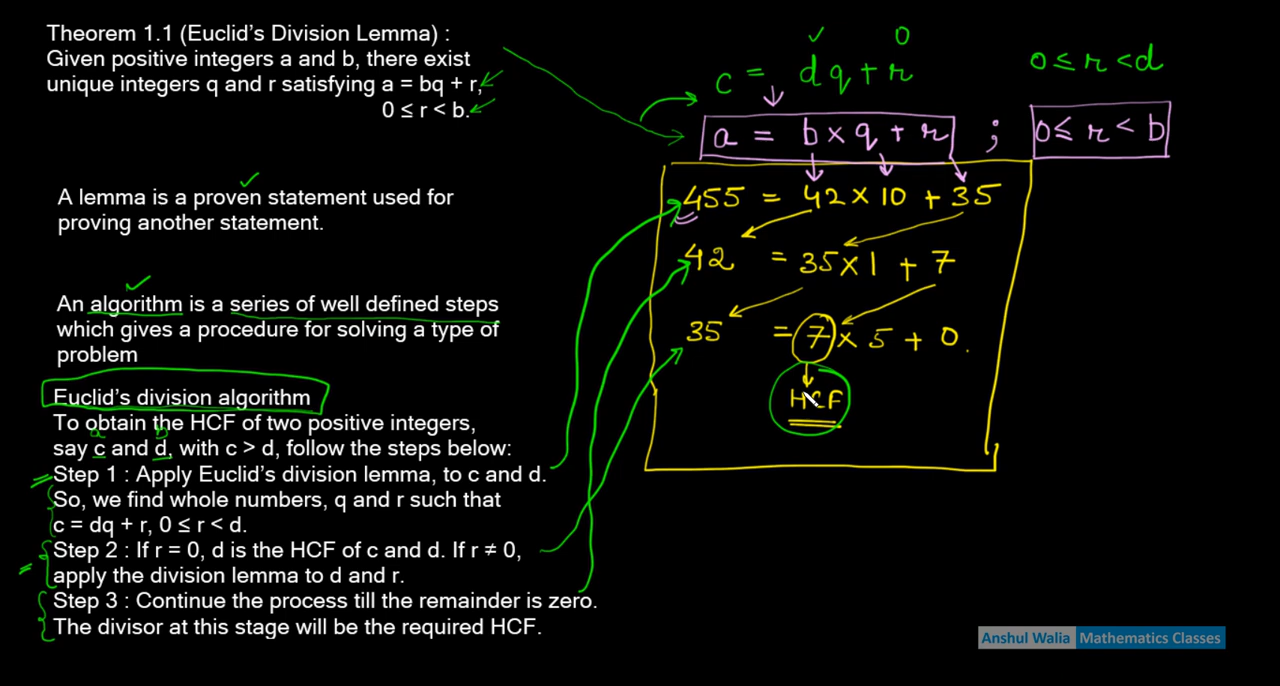 Theorem 1.1 (Euclid's Division Lemma) :
Given positive integers a and b, there exist
unique integers q and r satisfying a = bq + r,
0 ≤ r < b.
A lemma is a proven statement used for
proving another statement.
An algorithm is a series of well defined steps
which gives a procedure for solving a type of
problem
Euclid's division algorithm
To obtain the HCF of two positive integers,
a b
say c and d, with c > d, follow the steps below:
Step 1 : Apply Euclid's division lemma, to c and d.
So, we find whole numbers, q and r such that
c = dq + r, 0 ≤ r < d.
Step 2 : If r = 0, d is the HCF of c and d. If r ≠ 0,
apply the division lemma to d and r.
Step 3 : Continue the process till the remainder is zero.
The divisor at this stage will be the required HCF.
0
c = dq + r 0 ≤ r < d
a = b × q + r ; 0 ≤ r < b
455 = 42 × 10 + 35
42 = 35 × 1 + 7
35 = 7 × 5 + 0.
HCF
Anshul Walia Mathematics Classes